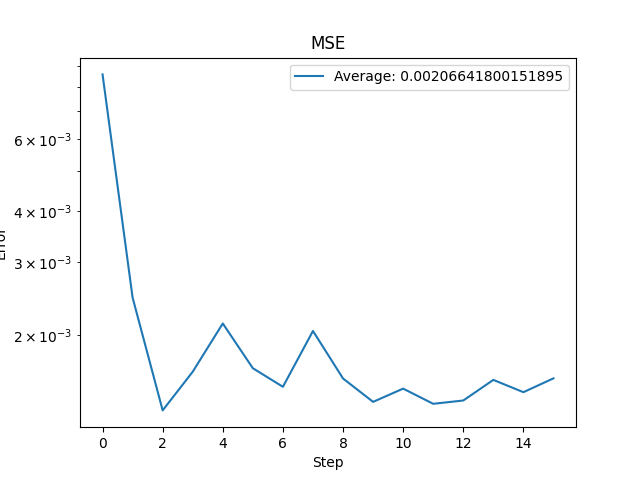 MSE
Average: 0.00206641800151895
6 × 10⁻³
4 × 10⁻³
3 × 10⁻³
2 × 10⁻³
Error
0 2 4 6 8 10 12 14
Step